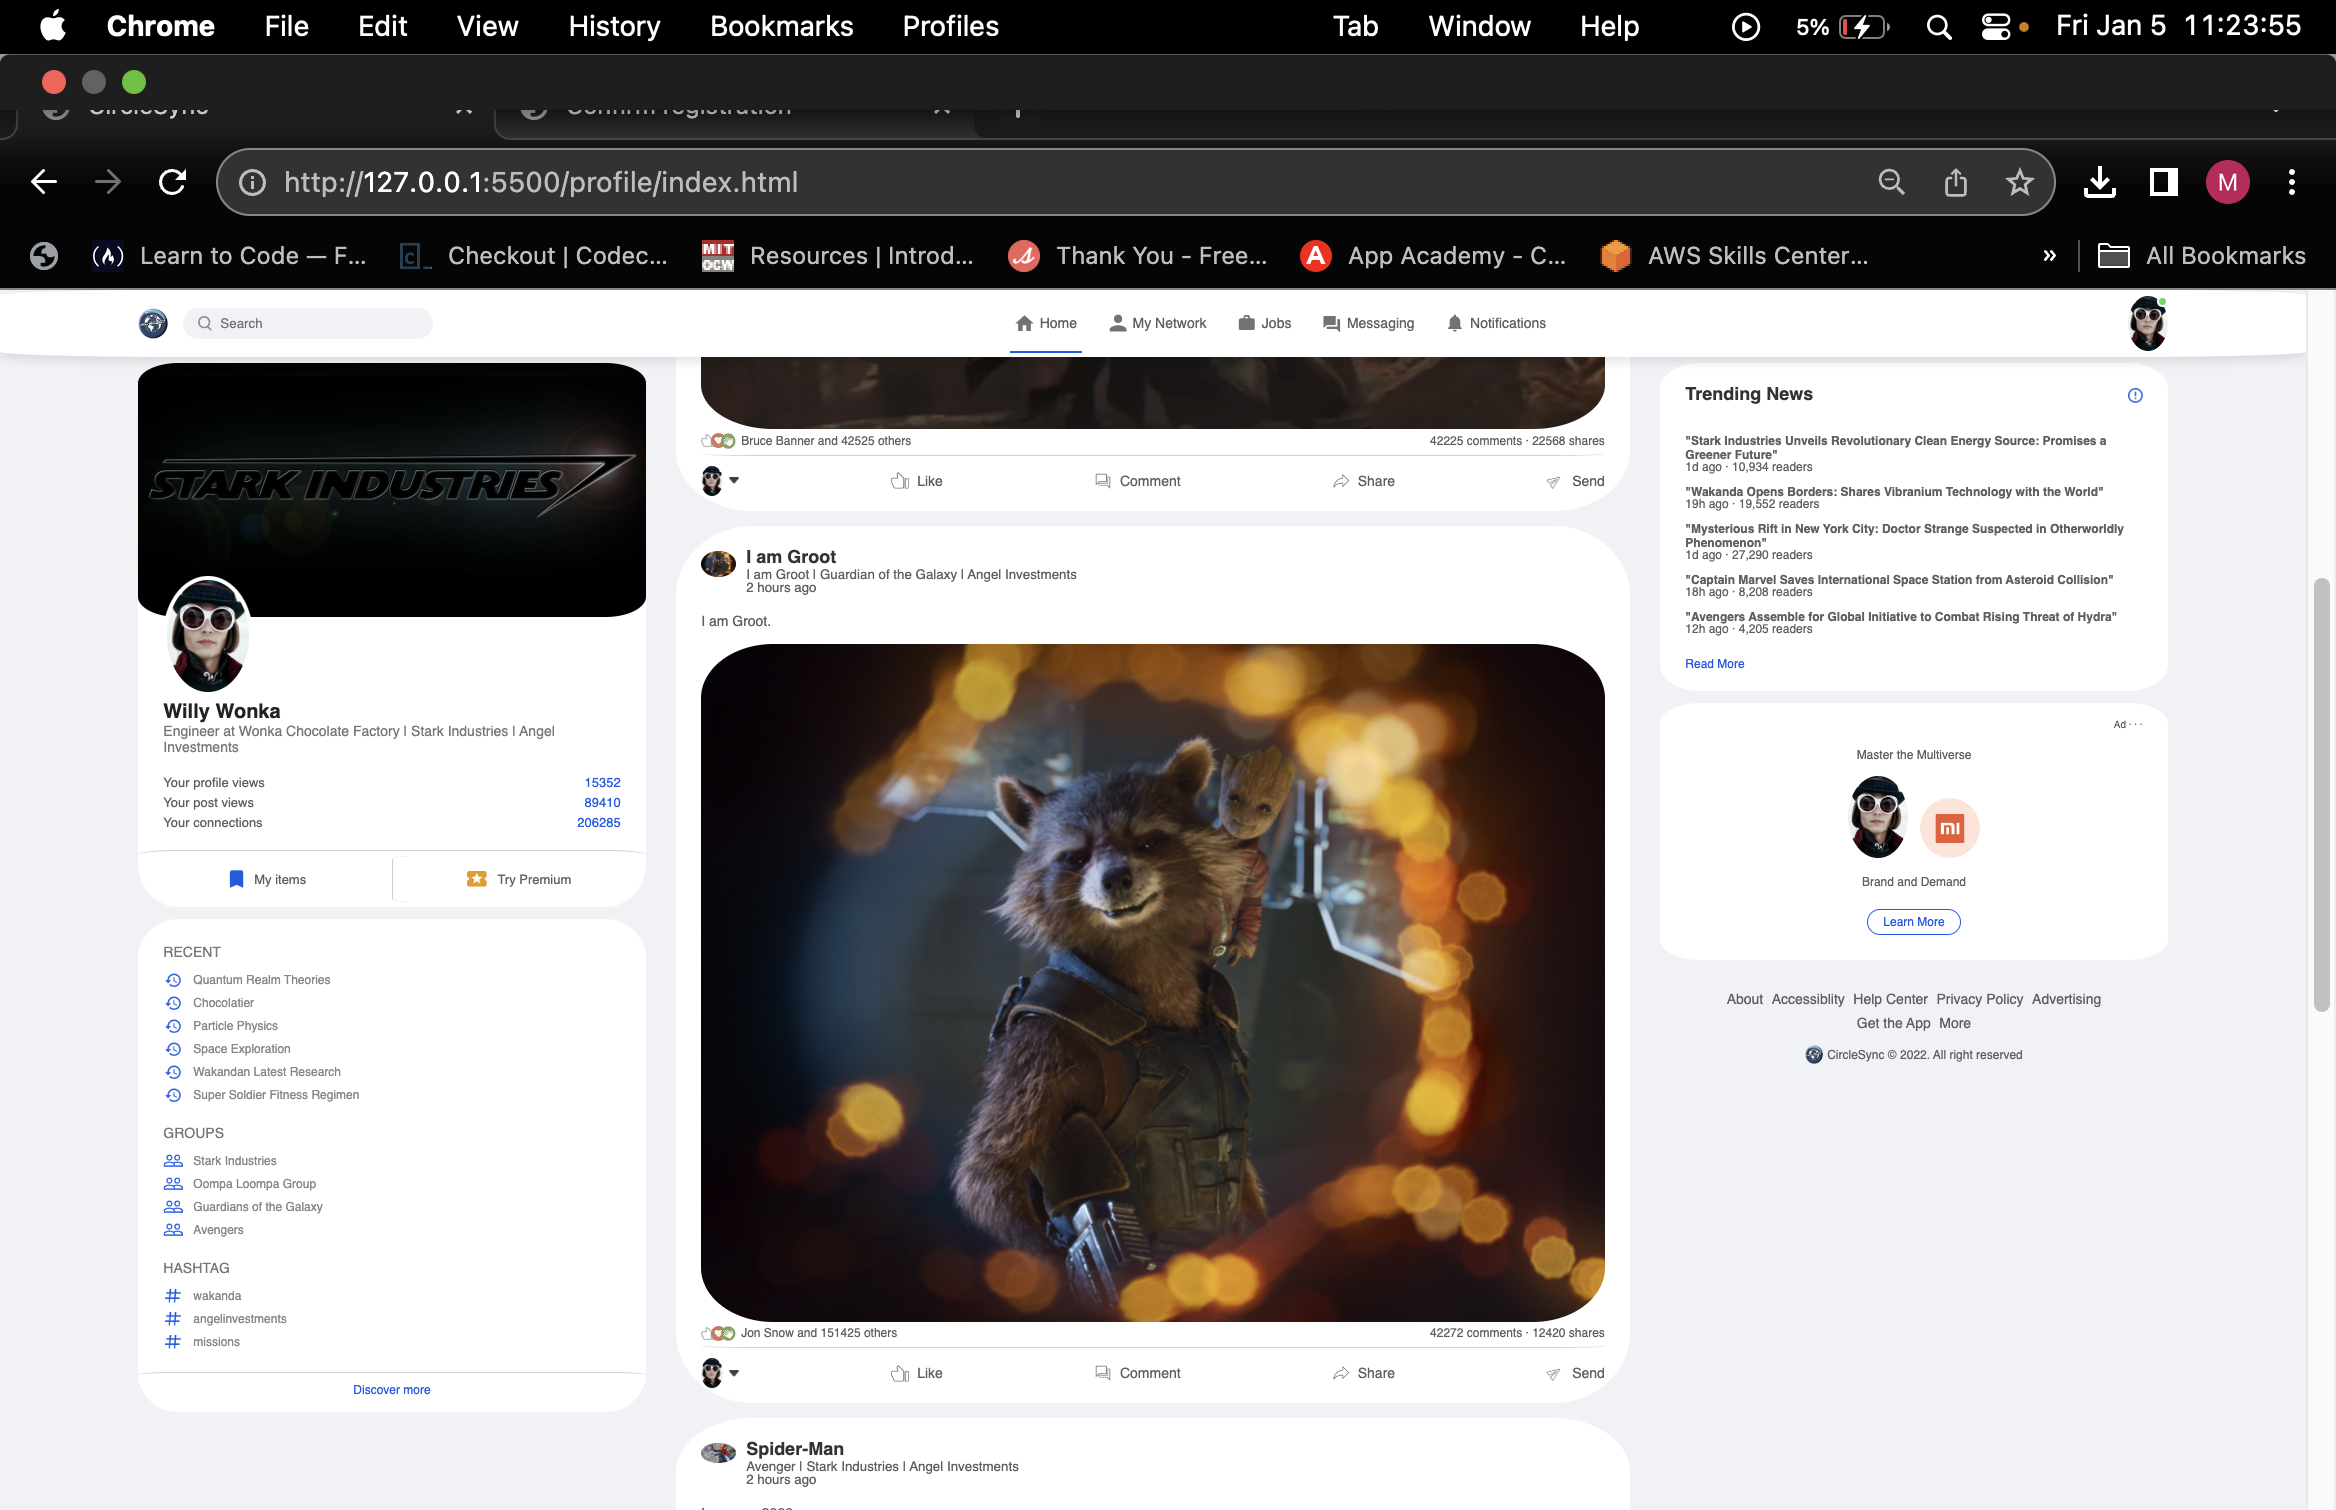 Chrome File Edit View History Bookmarks Profiles Tab Window Help 5% Fri Jan 5 11:23:55
CircleSync Confirm registration
http://127.0.0.1:5500/profile/index.html M
Learn to Code — F... Checkout | Codec... MIT OCW Resources | Introd... Thank You - Free... App Academy - C... AWS Skills Center... » All Bookmarks
Search Home My Network Jobs Messaging Notifications
STARK INDUSTRIES
Willy Wonka
Engineer at Wonka Chocolate Factory | Stark Industries | Angel
Investments
Your profile views 15352
Your post views 89410
Your connections 206285
My items Try Premium
RECENT
Quantum Realm Theories
Chocolatier
Particle Physics
Space Exploration
Wakandan Latest Research
Super Soldier Fitness Regimen
GROUPS
Stark Industries
Oompa Loompa Group
Guardians of the Galaxy
Avengers
HASHTAG
wakanda
angelinvestments
missions
Discover more
Bruce Banner and 42525 others 42225 comments · 22568 shares
Like Comment Share Send
I am Groot
I am Groot | Guardian of the Galaxy | Angel Investments
2 hours ago
I am Groot.
Jon Snow and 151425 others 42272 comments · 12420 shares
Like Comment Share Send
Spider-Man
Avenger | Stark Industries | Angel Investments
2 hours ago
Trending News
"Stark Industries Unveils Revolutionary Clean Energy Source: Promises a
Greener Future"
1d ago · 10,934 readers
"Wakanda Opens Borders: Shares Vibranium Technology with the World"
19h ago · 19,552 readers
"Mysterious Rift in New York City: Doctor Strange Suspected in Otherworldly
Phenomenon"
1d ago · 27,290 readers
"Captain Marvel Saves International Space Station from Asteroid Collision"
18h ago · 8,208 readers
"Avengers Assemble for Global Initiative to Combat Rising Threat of Hydra"
12h ago · 4,205 readers
Read More
Ad · · ·
Master the Multiverse
mi
Brand and Demand
Learn More
About Accessiblity Help Center Privacy Policy Advertising
Get the App More
CircleSync © 2022. All right reserved